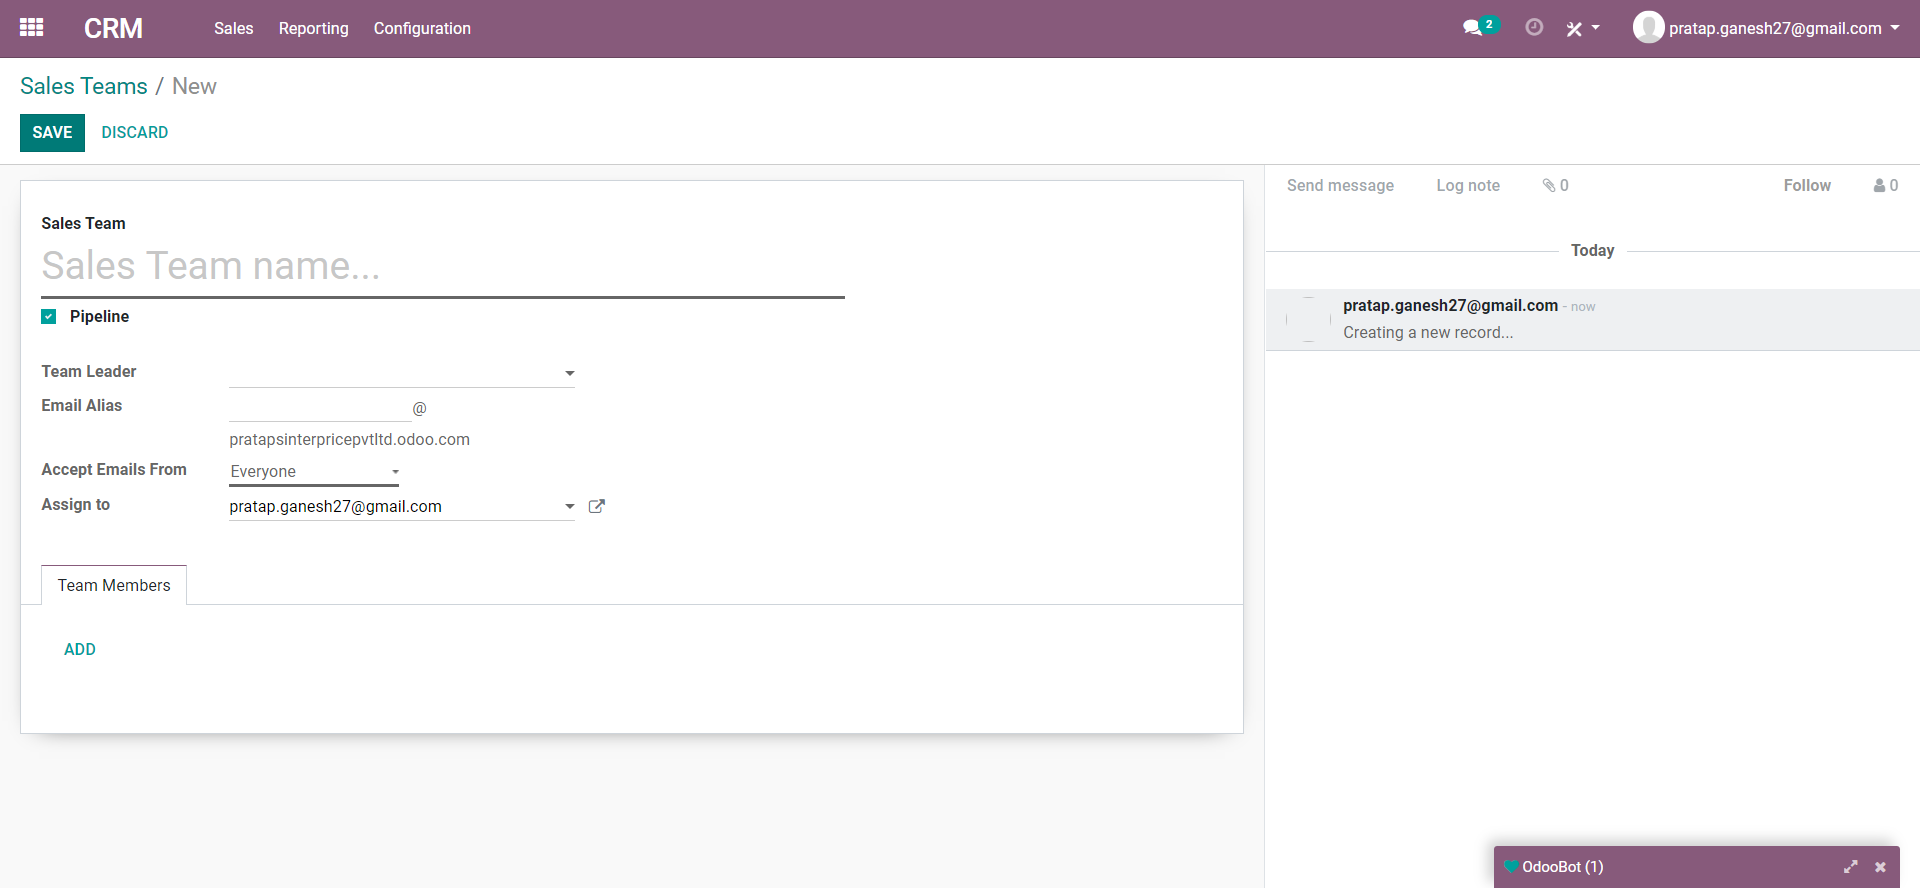 CRM Sales Reporting Configuration 2 pratap.ganesh27@gmail.com
Sales Teams / New
SAVE DISCARD
Send message Log note 0 Follow 0
Sales Team
Sales Team name...
Pipeline
Team Leader
Email Alias @
pratapsinterpricepvtltd.odoo.com
Accept Emails From Everyone
Assign to pratap.ganesh27@gmail.com
Team Members
ADD
Today
pratap.ganesh27@gmail.com - now
Creating a new record...
OdooBot (1)